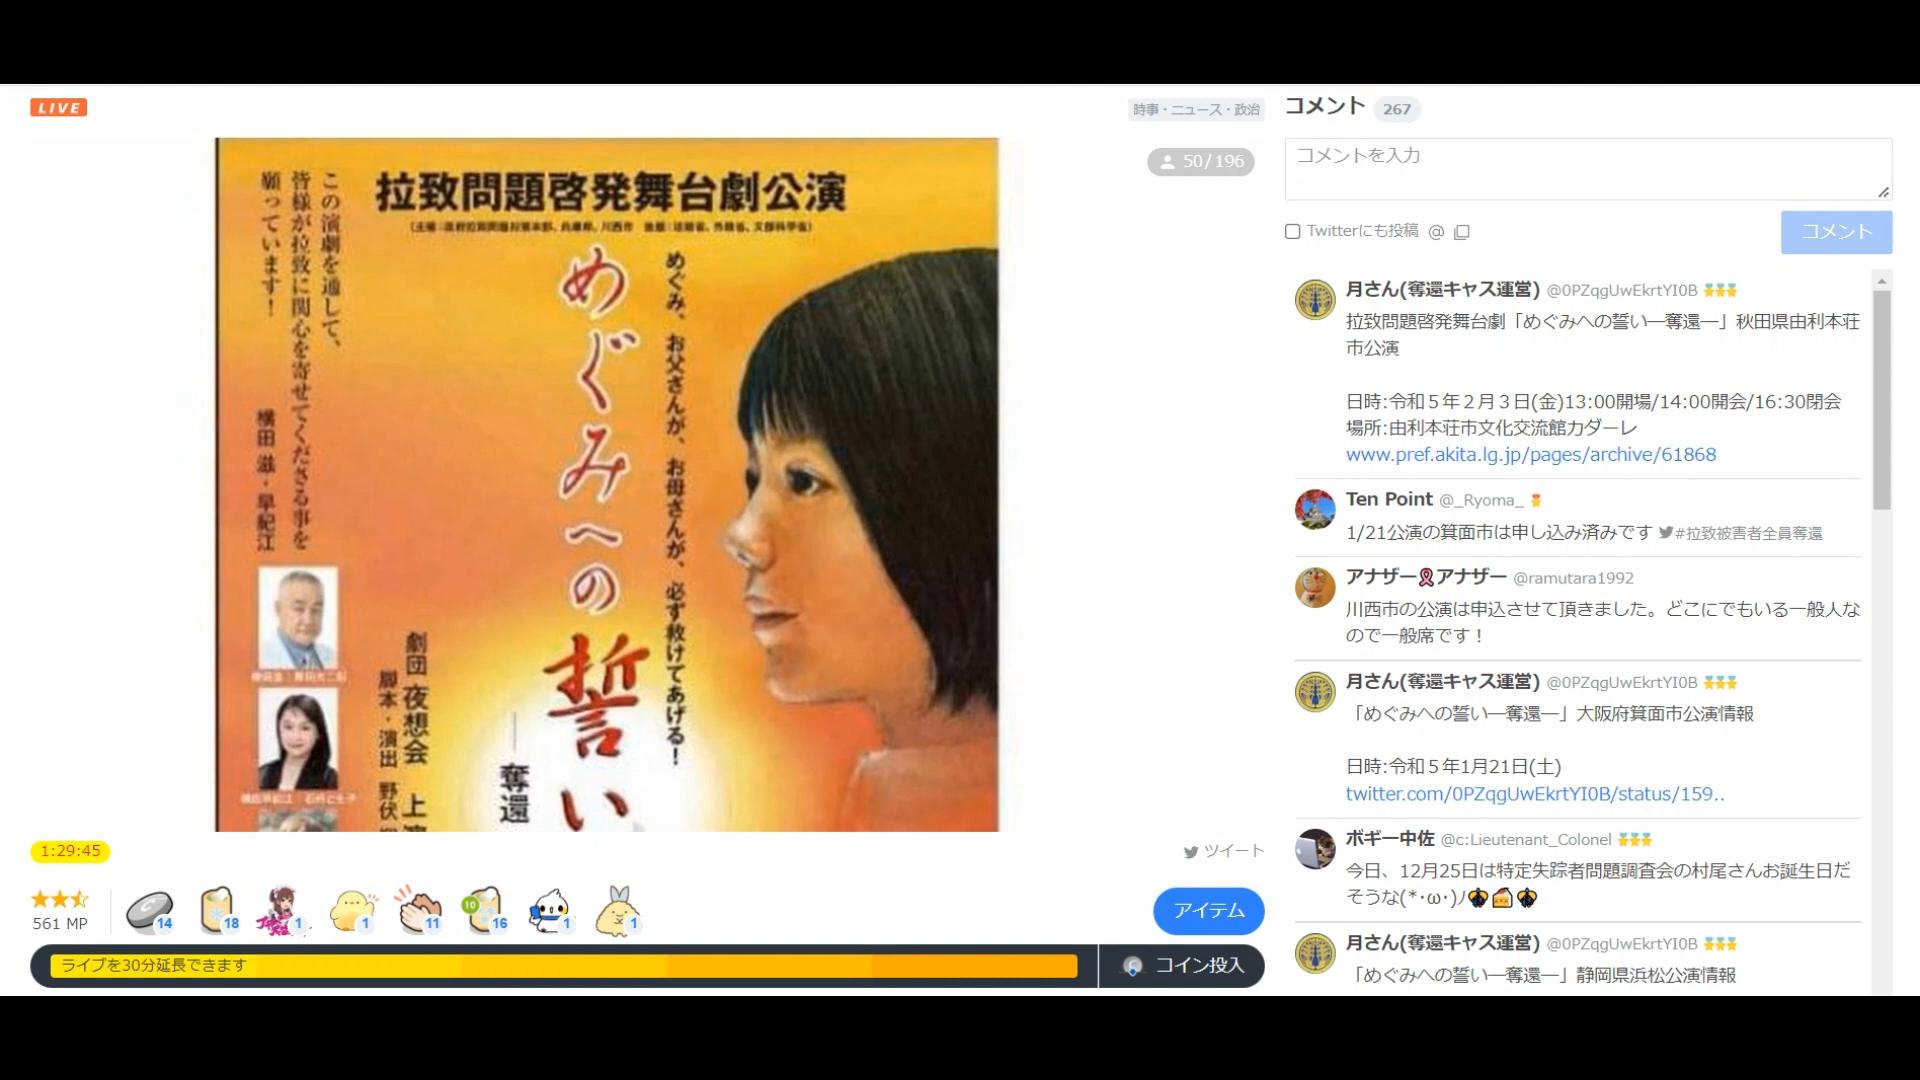 LIVE
時事・ニュース・政治
50/196
拉致問題啓発舞台劇公演
この演劇を通して、
皆様が拉致に関心を寄せてくださる事を
願っています！
横田 滋・早紀江
めぐみ、お父さんが、お母さんが、必ず救けてあげる！
めぐみへの誓い
―奪還
劇団 夜想会 上演
脚本・演出 野伏
1:29:45
ツイート
561 MP
14
18
1
1
11
10
16
1
1
アイテム
ライブを30分延長できます
コイン投入
コメント 267
コメントを入力
Twitterにも投稿 @
コメント
月さん(奪還キャス運営) @0PZqgUwEkrtYI0B
拉致問題啓発舞台劇「めぐみへの誓い―奪還―」秋田県由利本荘
市公演
日時:令和５年２月３日(金)13:00開場/14:00開会/16:30閉会
場所:由利本荘市文化交流館カダーレ
www.pref.akita.lg.jp/pages/archive/61868
Ten Point @_Ryoma_
1/21公演の箕面市は申し込み済みです #拉致被害者全員奪還
アナザー🎗アナザー @ramutara1992
川西市の公演は申込させて頂きました。どこにでもいる一般人な
ので一般席です！
月さん(奪還キャス運営) @0PZqgUwEkrtYI0B
「めぐみへの誓い―奪還―」大阪府箕面市公演情報
日時:令和５年1月21日(土)
twitter.com/0PZqgUwEkrtYI0B/status/159..
ボギー中佐 @c:Lieutenant_Colonel
今日、12月25日は特定失踪者問題調査会の村尾さんお誕生日だ
そうな(*･ω･)ﾉ
月さん(奪還キャス運営) @0PZqgUwEkrtYI0B
「めぐみへの誓い―奪還―」静岡県浜松公演情報